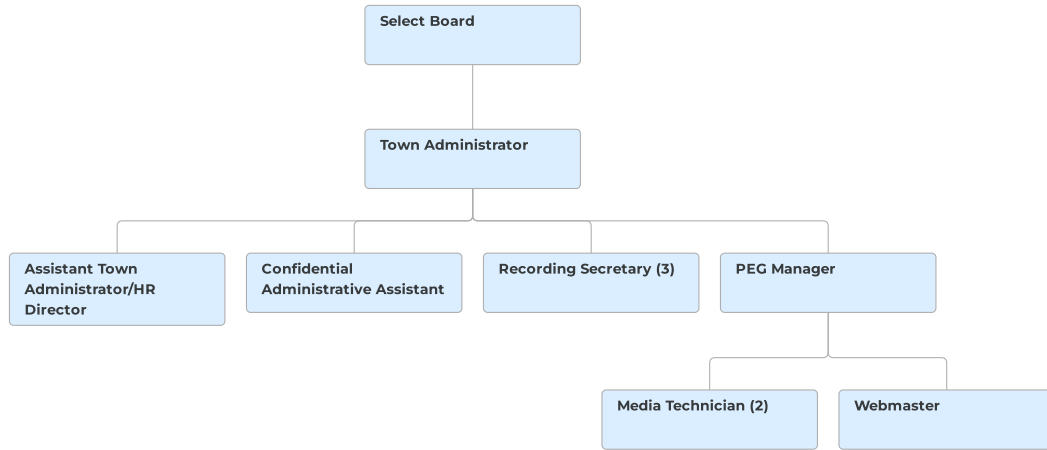 Select Board
Town Administrator
Assistant Town
Administrator/HR
Director
Confidential
Administrative Assistant
Recording Secretary (3)
PEG Manager
Media Technician (2)
Webmaster